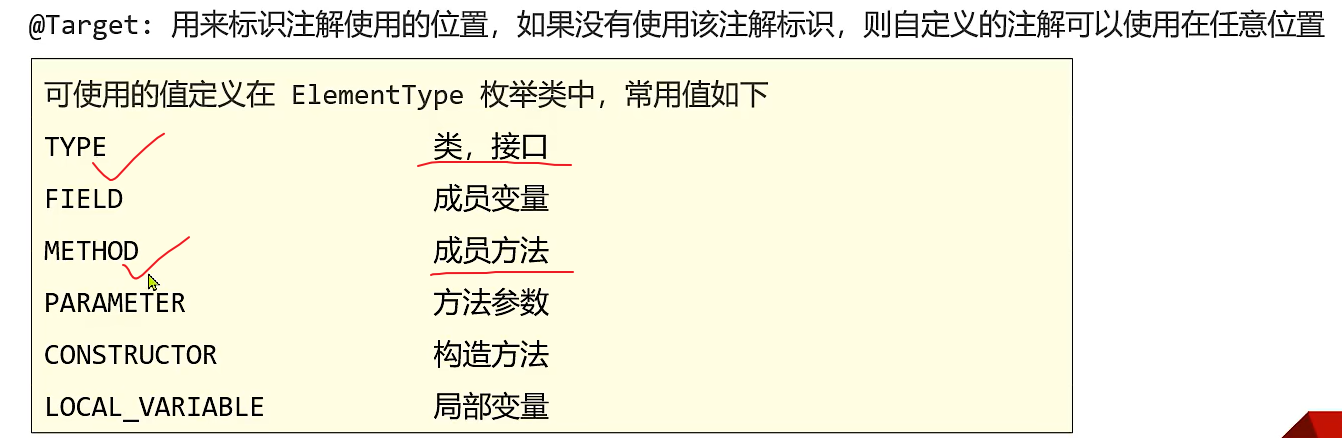 @Target: 用来标识注解使用的位置，如果没有使用该注解标识，则自定义的注解可以使用在任意位置
可使用的值定义在 ElementType 枚举类中，常用值如下
TYPE 类，接口
FIELD 成员变量
METHOD 成员方法
PARAMETER 方法参数
CONSTRUCTOR 构造方法
LOCAL_VARIABLE 局部变量